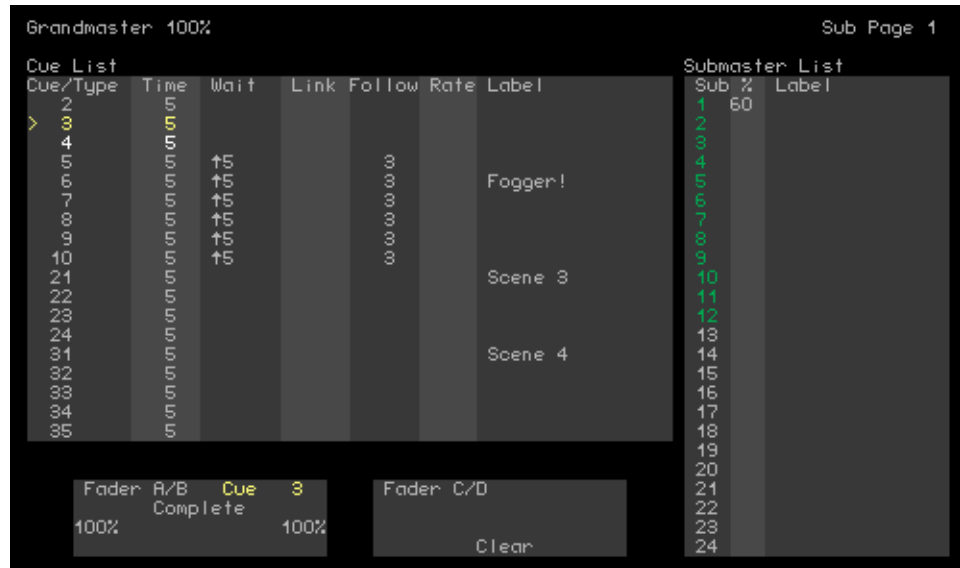 Grandmaster 100% Sub Page 1
Cue List Submaster List
Cue/Type Time Wait Link Follow Rate Label Sub % Label
2 5 1 60
> 3 5 2
4 5 3
5 5 ↑5 3 4
6 5 ↑5 3 Fogger! 5
7 5 ↑5 3 6
8 5 ↑5 3 7
9 5 ↑5 3 8
10 5 ↑5 3 9
21 5 Scene 3 10
22 5 11
23 5 12
24 5 13
31 5 Scene 4 14
32 5 15
33 5 16
34 5 17
35 5 18
19
20
Fader A/B Cue 3 Fader C/D 21
Complete 22
100% 100% 23
Clear 24